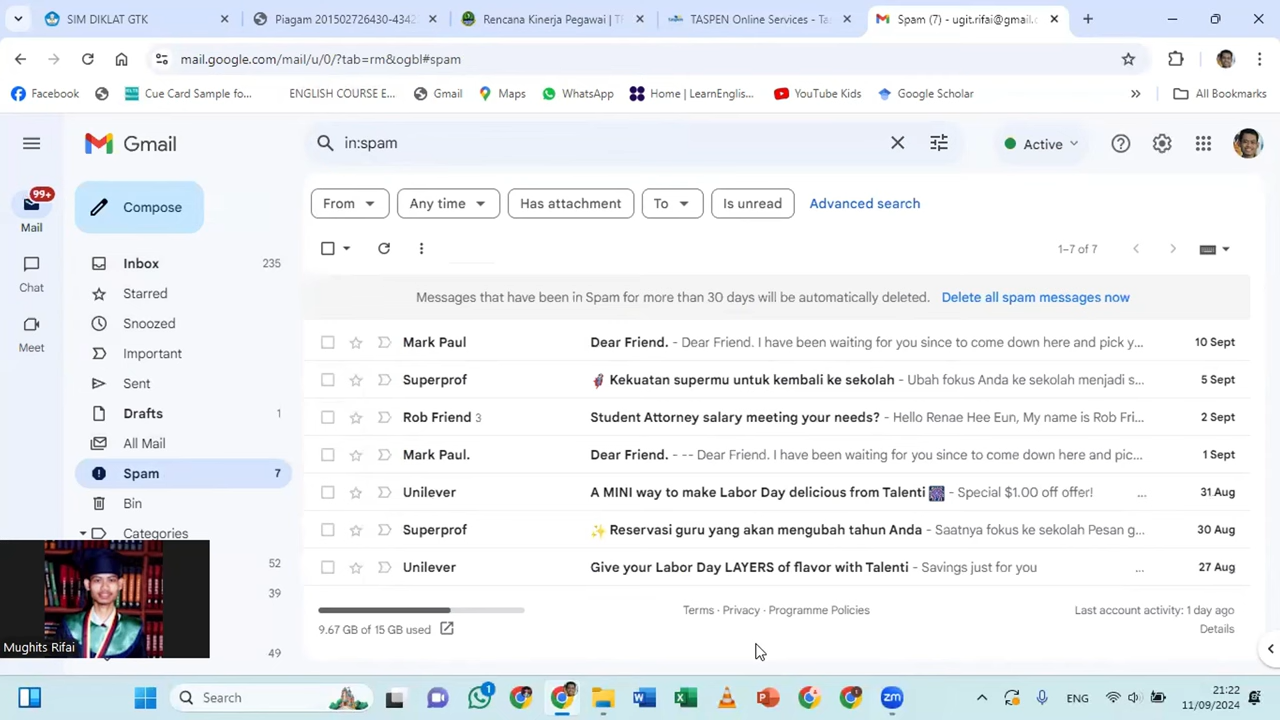 SIM DIKLAT GTK
Piagam 201502726430-4342
Rencana Kinerja Pegawai | TF
TASPEN Online Services - Tas
Spam (7) - ugit.rifai@gmail.c
mail.google.com/mail/u/0/?tab=rm&ogbl#spam
Facebook
Cue Card Sample fo...
ENGLISH COURSE E...
Gmail
Maps
WhatsApp
Home | LearnEnglis...
YouTube Kids
Google Scholar
All Bookmarks
Gmail
in:spam
Active
99+
Mail
Chat
Meet
Compose
Inbox 235
Starred
Snoozed
Important
Sent
Drafts 1
All Mail
Spam 7
Bin
Categories
52
39
49
From
Any time
Has attachment
To
Is unread
Advanced search
1–7 of 7
Messages that have been in Spam for more than 30 days will be automatically deleted. Delete all spam messages now
Mark Paul Dear Friend. - Dear Friend. I have been waiting for you since to come down here and pick y... 10 Sept
Superprof Kekuatan supermu untuk kembali ke sekolah - Ubah fokus Anda ke sekolah menjadi s... 5 Sept
Rob Friend 3 Student Attorney salary meeting your needs? - Hello Renae Hee Eun, My name is Rob Fri... 2 Sept
Mark Paul. Dear Friend. - -- Dear Friend. I have been waiting for you since to come down here and pic... 1 Sept
Unilever A MINI way to make Labor Day delicious from Talenti - Special $1.00 off offer! ... 31 Aug
Superprof Reservasi guru yang akan mengubah tahun Anda - Saatnya fokus ke sekolah Pesan g... 30 Aug
Unilever Give your Labor Day LAYERS of flavor with Talenti - Savings just for you ... 27 Aug
9.67 GB of 15 GB used
Terms · Privacy · Programme Policies
Last account activity: 1 day ago
Details
Mughits Rifai
Search
1
ENG
21:22
11/09/2024